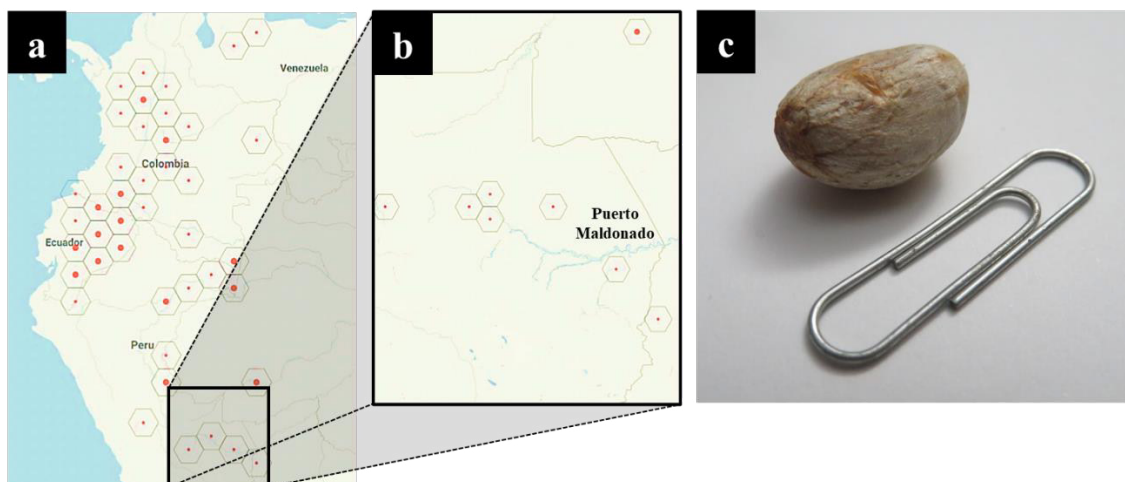 a
Venezuela
Colombia
Ecuador
Peru
b
Puerto
Maldonado
c